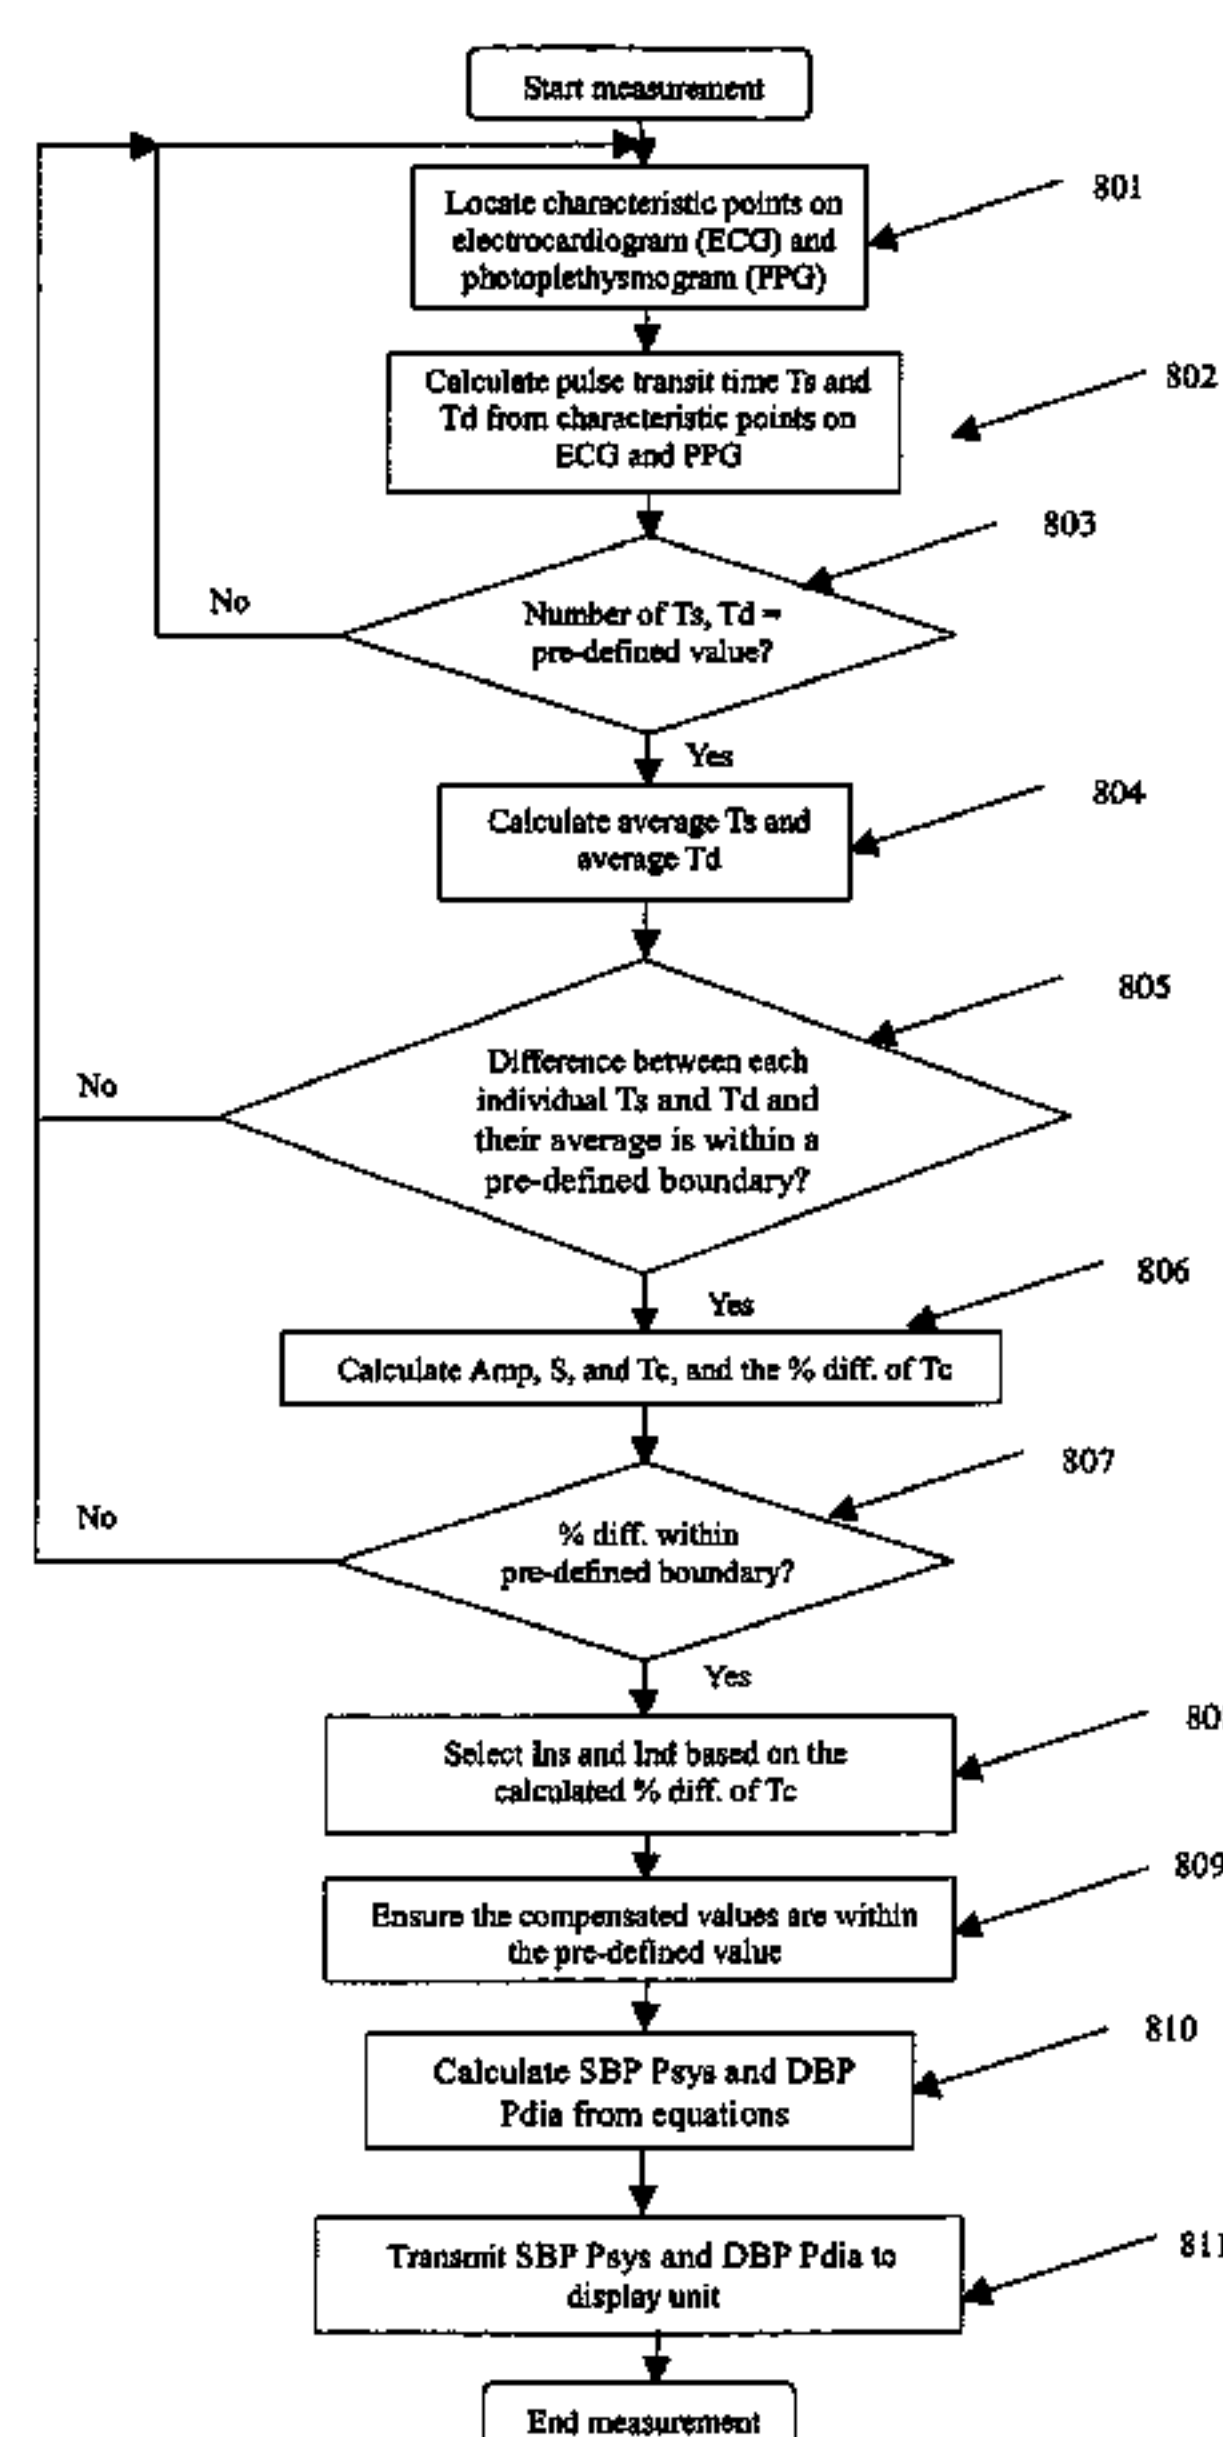 Start measurement
801
Locate characteristic points on
electrocardiogram (ECG) and
photoplethysmogram (PPG)
802
Calculate pulse transit time Ts and
Td from characteristic points on
ECG and PPG
803
No
Number of Ts, Td =
pre-defined value?
Yes
804
Calculate average Ts and
average Td
805
No
Difference between each
individual Ts and Td and
their average is within a
pre-defined boundary?
806
Yes
Calculate Amp, S, and Tc, and the % diff. of Tc
807
No
% diff. within
pre-defined boundary?
Yes
80
Select Ins and Ind based on the
calculated % diff. of Tc
809
Ensure the compensated values are within
the pre-defined value
810
Calculate SBP Psys and DBP
Pdia from equations
811
Transmit SBP Psys and DBP Pdia to
display unit
End measurement